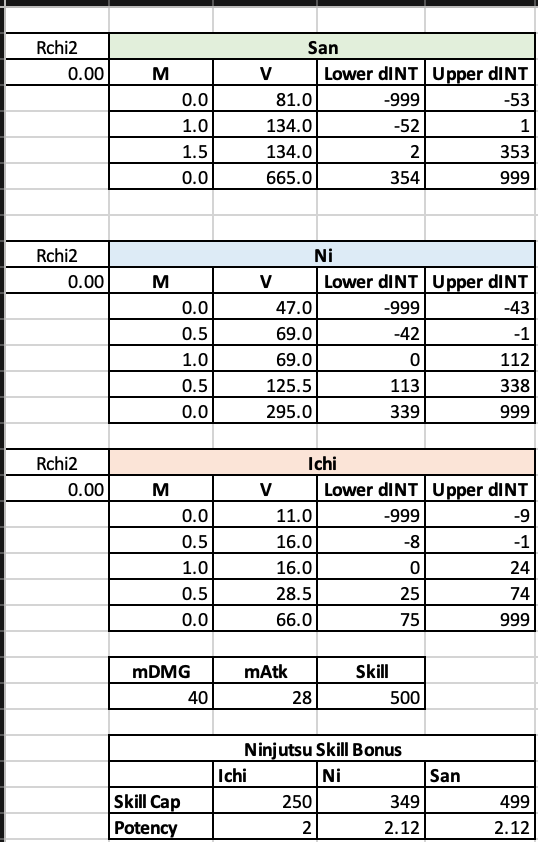 Rchi2 San
0.00 M V Lower dINT Upper dINT
0.0 81.0 -999 -53
1.0 134.0 -52 1
1.5 134.0 2 353
0.0 665.0 354 999
Rchi2 Ni
0.00 M V Lower dINT Upper dINT
0.0 47.0 -999 -43
0.5 69.0 -42 -1
1.0 69.0 0 112
0.5 125.5 113 338
0.0 295.0 339 999
Rchi2 Ichi
0.00 M V Lower dINT Upper dINT
0.0 11.0 -999 -9
0.5 16.0 -8 -1
1.0 16.0 0 24
0.5 28.5 25 74
0.0 66.0 75 999
mDMG mAtk Skill
40 28 500
Ninjutsu Skill Bonus
Ichi Ni San
Skill Cap 250 349 499
Potency 2 2.12 2.12